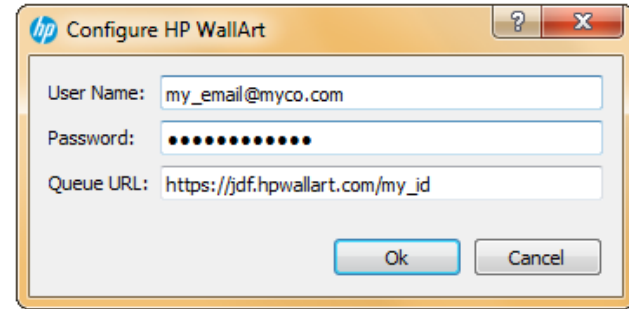 hp Configure HP WallArt ? X
User Name: my_email@myco.com
Password: ●●●●●●●●●●●●
Queue URL: https://jdf.hpwallart.com/my_id
Ok Cancel